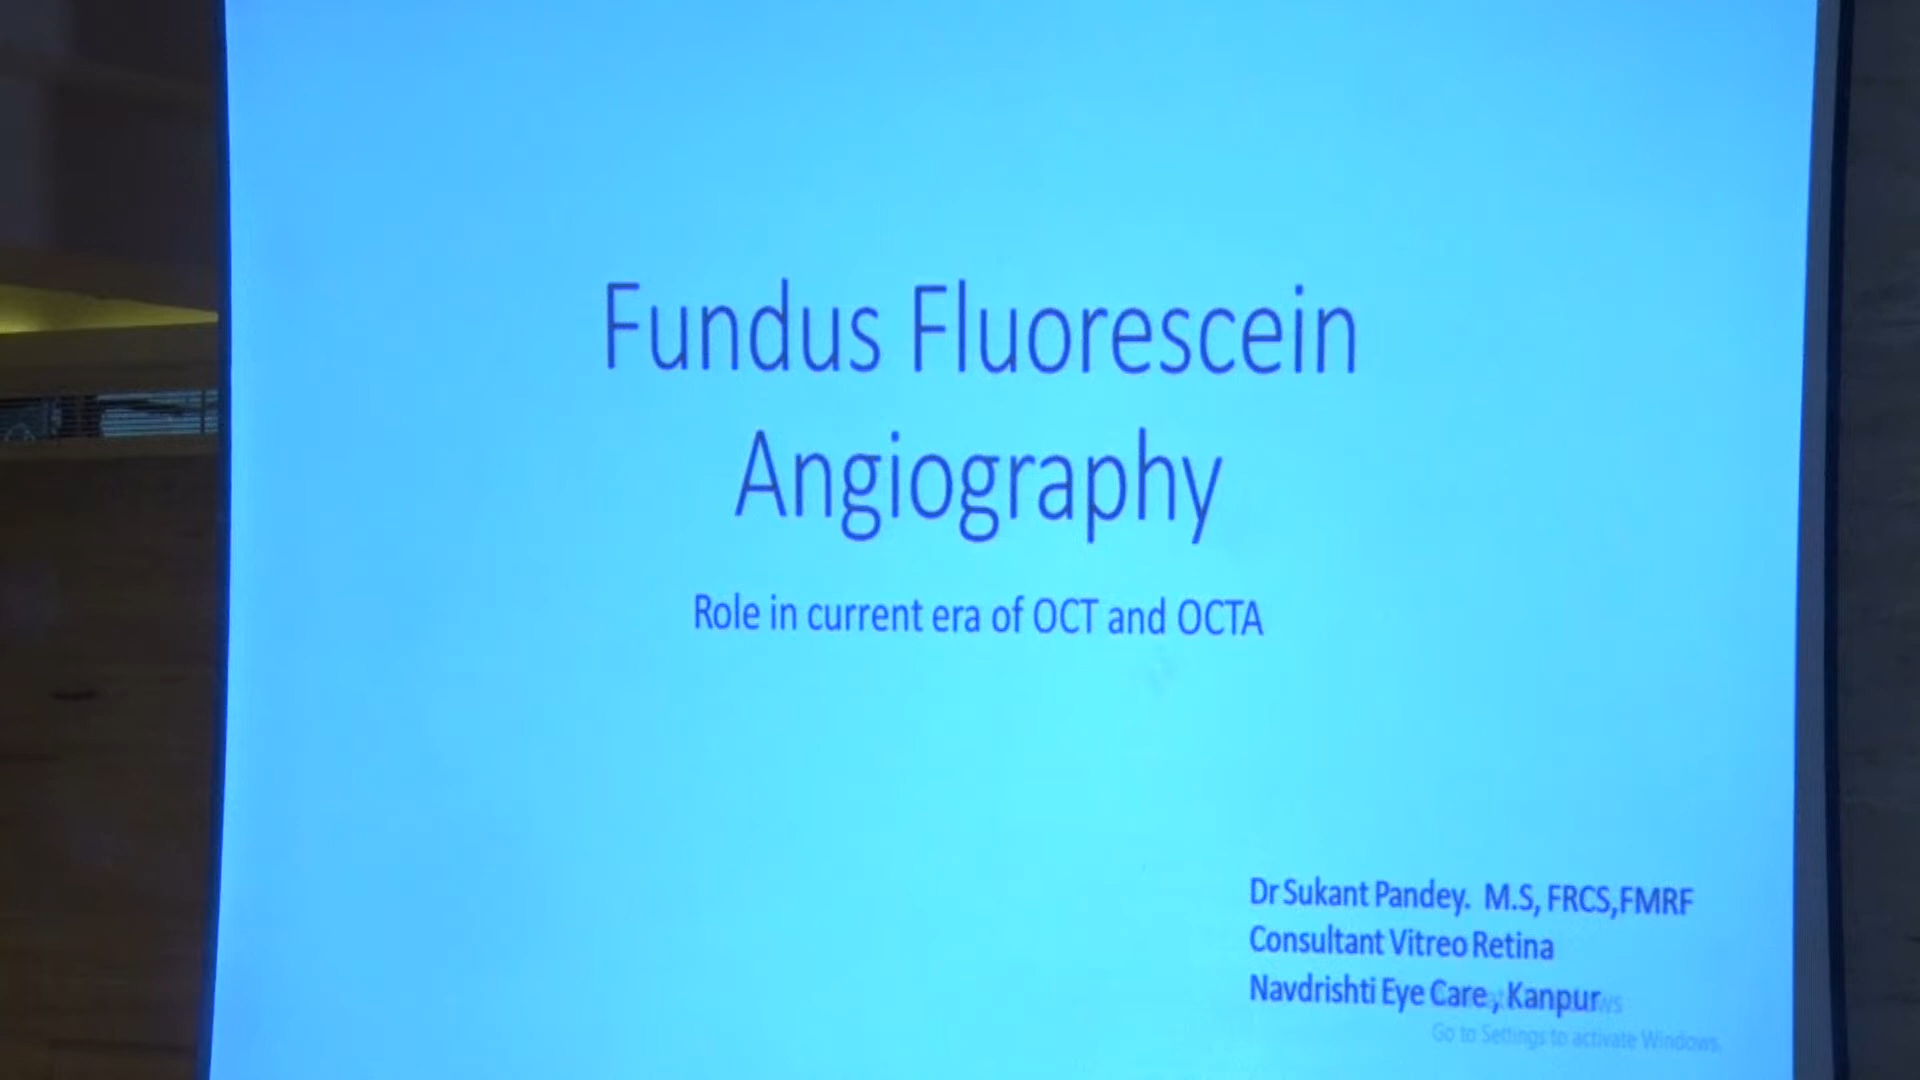 Fundus Fluorescein
Angiography
Role in current era of OCT and OCTA
Dr Sukant Pandey. M.S, FRCS,FMRF
Consultant Vitreo Retina
Navdrishti Eye Care, Kanpur
Go to Settings to activate Windows.